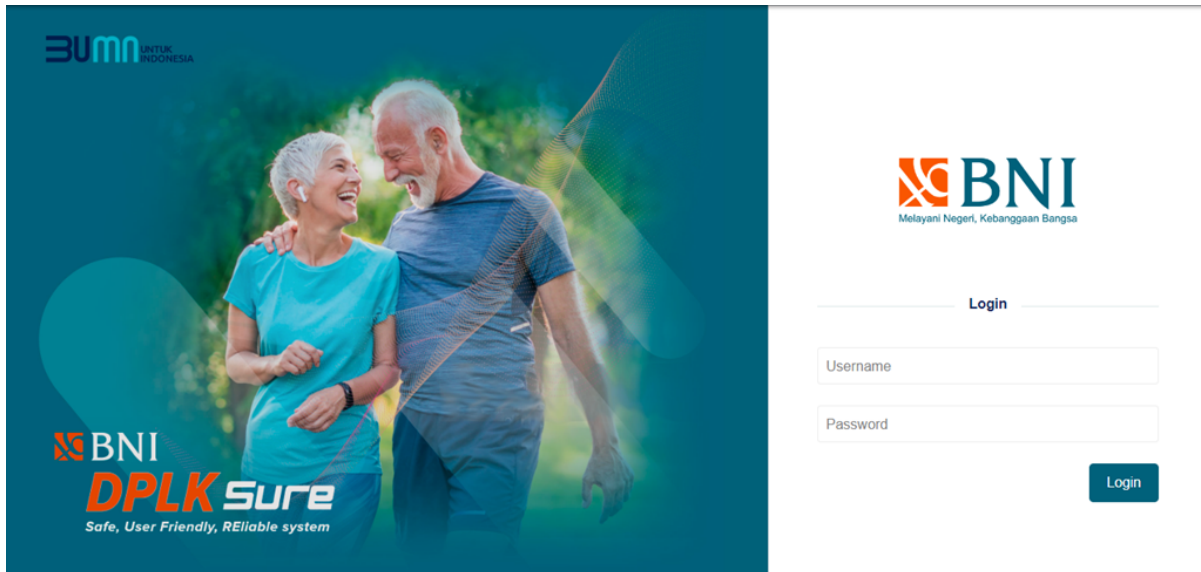 BUMN UNTUK
INDONESIA
BNI
DPLK Sure
Safe, User Friendly, REliable system
BNI
Melayani Negeri, Kebanggaan Bangsa
Login
Username
Password
Login